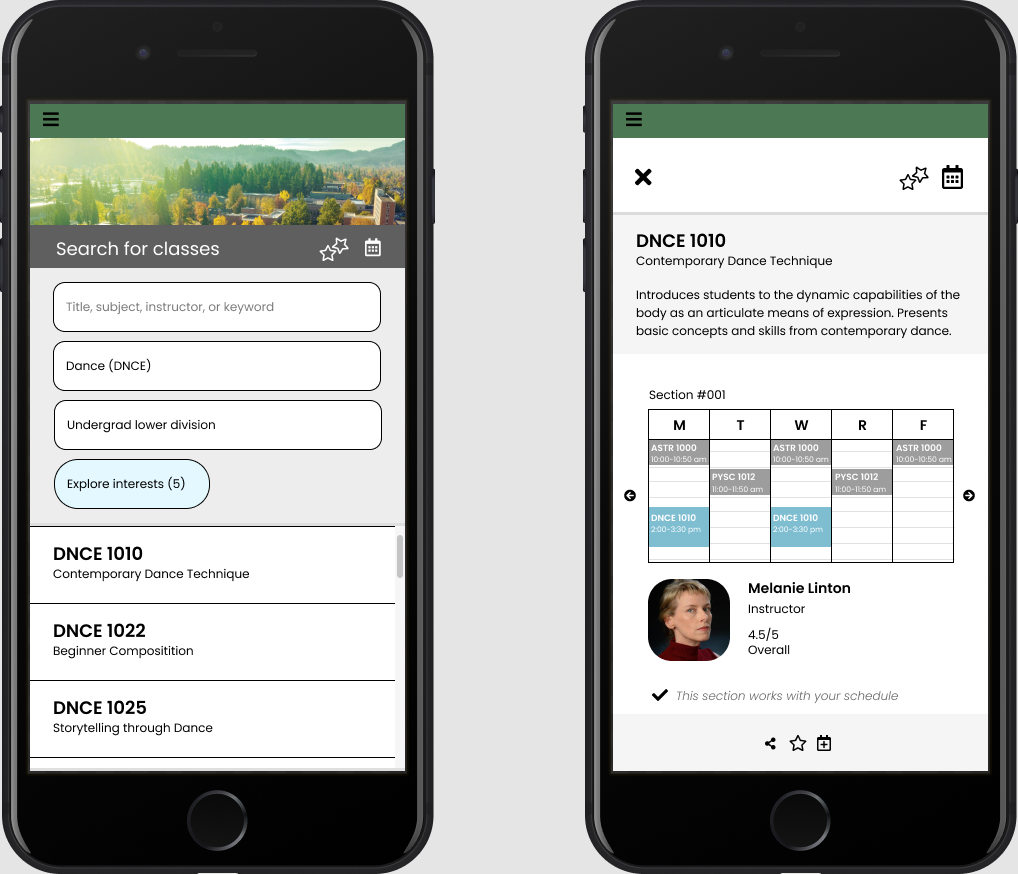 Search for classes
Title, subject, instructor, or keyword
Dance (DNCE)
Undergrad lower division
Explore interests (5)
DNCE 1010
Contemporary Dance Technique
DNCE 1022
Beginner Compositition
DNCE 1025
Storytelling through Dance
DNCE 1010
Contemporary Dance Technique
Introduces students to the dynamic capabilities of the
body as an articulate means of expression. Presents
basic concepts and skills from contemporary dance.
Section #001
M T W R F
ASTR 1000 ASTR 1000 ASTR 1000
10:00-10:50 am 10:00-10:50 am 10:00-10:50 am
PYSC 1012 PYSC 1012
11:00-11:50 am 11:00-11:50 am
DNCE 1010 DNCE 1010
2:00-3:30 pm 2:00-3:30 pm
Melanie Linton
Instructor
4.5/5
Overall
This section works with your schedule